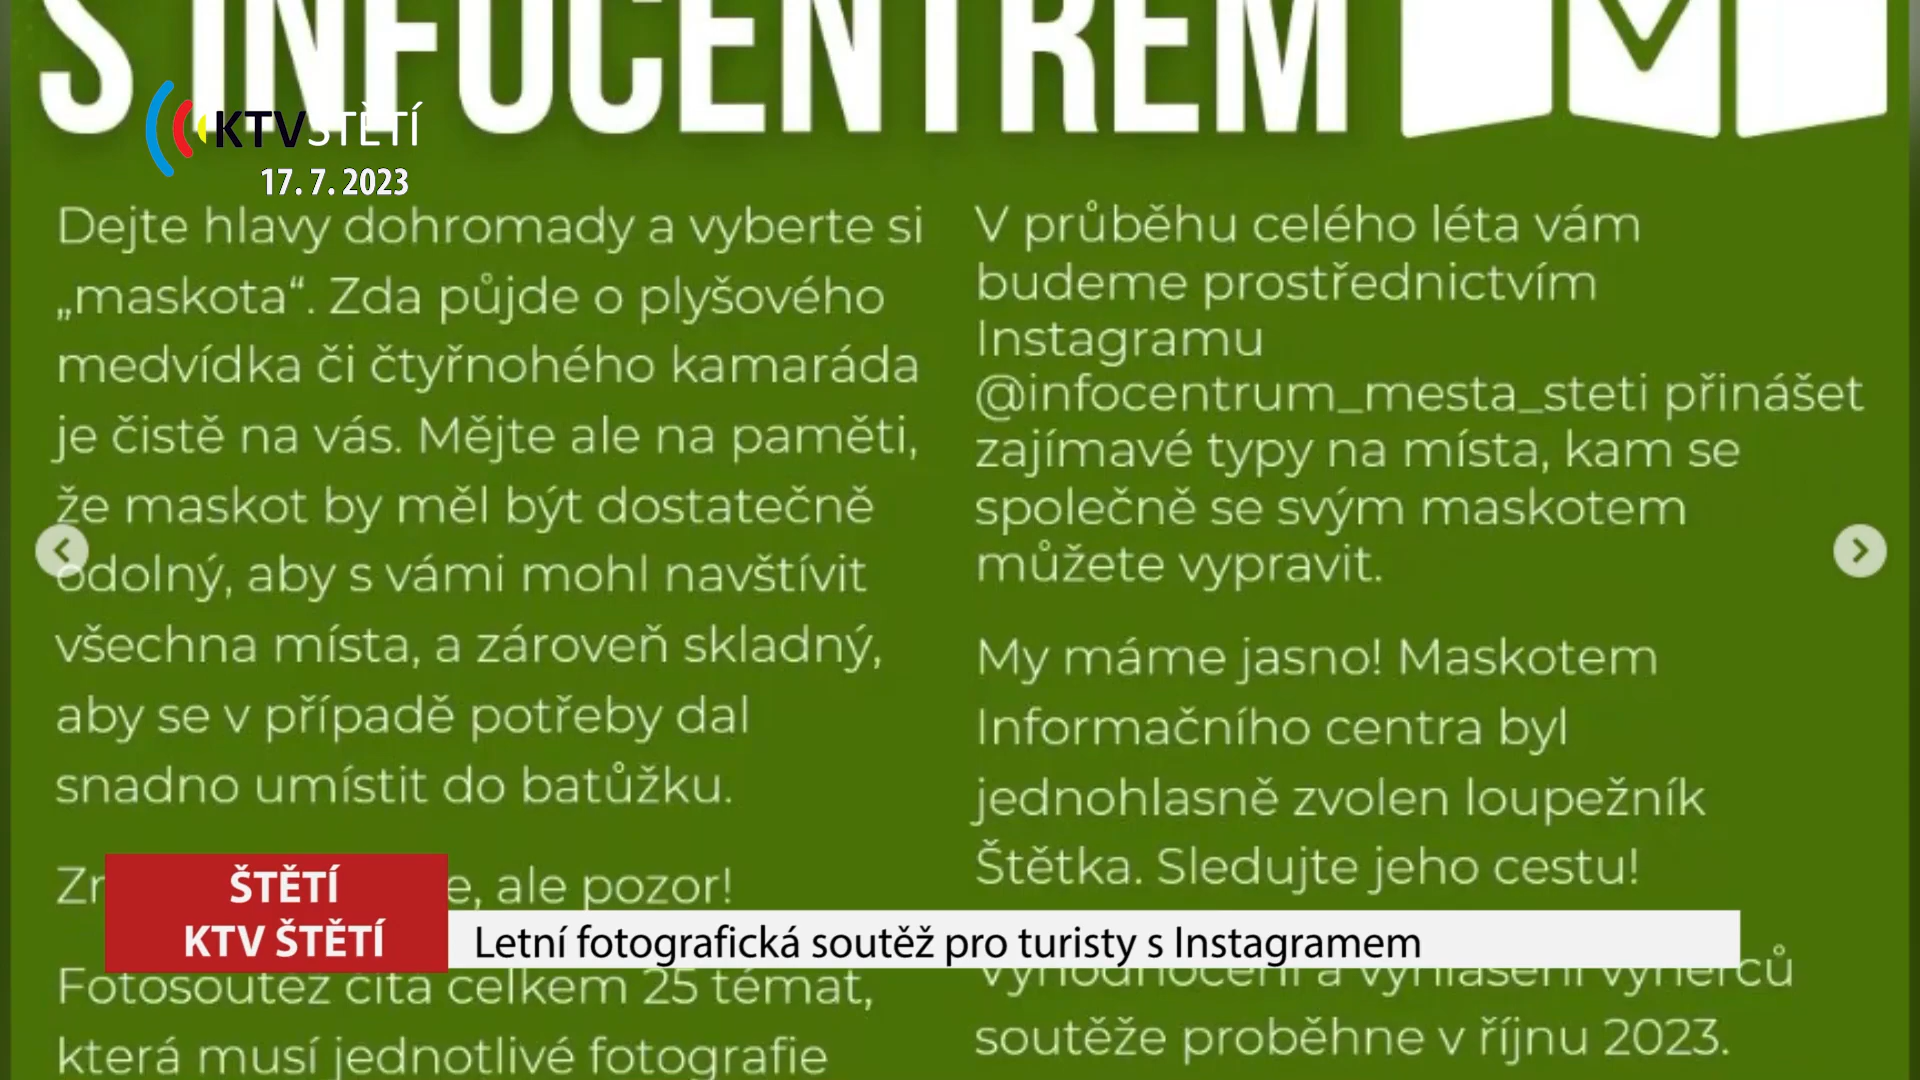 S INFOCENTREM
KTV ŠTĚTÍ
17. 7. 2023
Dejte hlavy dohromady a vyberte si
„maskota“. Zda půjde o plyšového
medvídka či čtyřnohého kamaráda
je čistě na vás. Mějte ale na paměti,
že maskot by měl být dostatečně
odolný, aby s vámi mohl navštívit
všechna místa, a zároveň skladný,
aby se v případě potřeby dal
snadno umístit do batůžku.
ale pozor!
Fotosoutěž čítá celkem 25 témat,
která musí jednotlivé fotografie
V průběhu celého léta vám
budeme prostřednictvím
Instagramu
@infocentrum_mesta_steti přinášet
zajímavé typy na místa, kam se
společně se svým maskotem
můžete vypravit.
My máme jasno! Maskotem
Informačního centra byl
jednohlasně zvolen loupežník
Štětka. Sledujte jeho cestu!
Vyhodnocení a vyhlášení výherců
soutěže proběhne v říjnu 2023.
ŠTĚTÍ
KTV ŠTĚTÍ
Letní fotografická soutěž pro turisty s Instagramem